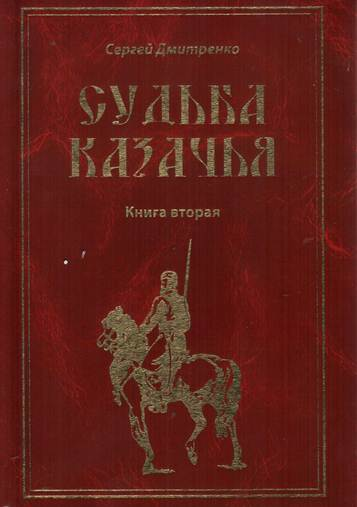 Сергей Дмитренко
СУДЬБА
КАЗАЧЬЯ
Книга вторая